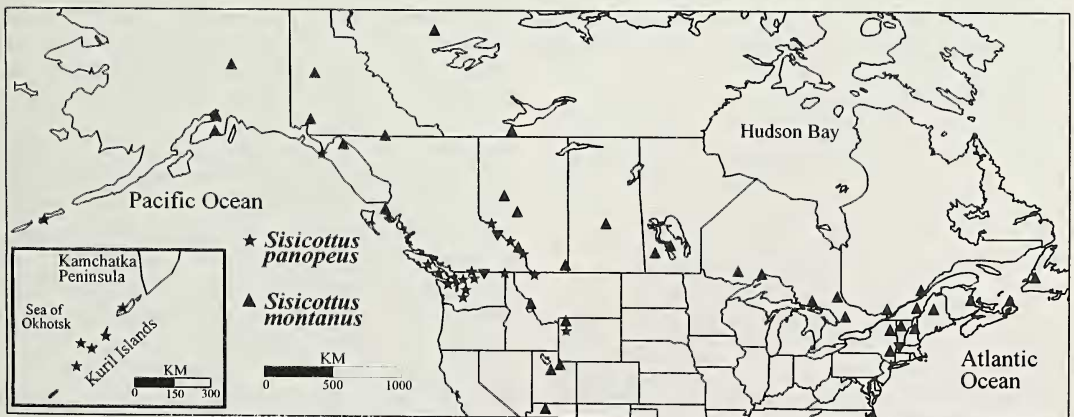 Hudson Bay
Pacific Ocean
Sisicottus
panopeus
Sisicottus
montanus
KM
0 500 1000
Atlantic
Ocean
Kamchatka
Peninsula
Sea of
Okhotsk
Kuril Islands
KM
0 150 300